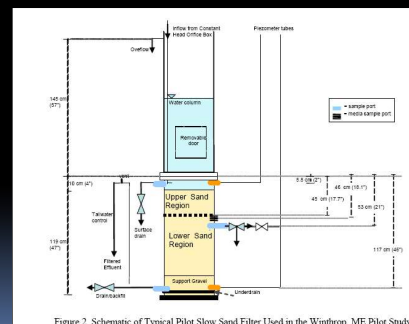 Inflow from Constant
Head Orifice Box
Piezometer tubes
Oveflow
Water column
145 cm
(57")
Removable
door
= sample port
= media sample port
vent
10 cm (4")
5.5 cm (2")
Upper Sand
Region
46 cm (18.1")
45 cm (17.7")
53 cm (21")
Tailwater
control
Surface
drain
Lower Sand
Region
119 cm
(47")
117 cm (46")
Filtered
Effluent
Support Gravel
Drain/backfill
Underdrain
Figure 2. Schematic of Typical Pilot Slow Sand Filter Used in the Winthrop, ME Pilot Study